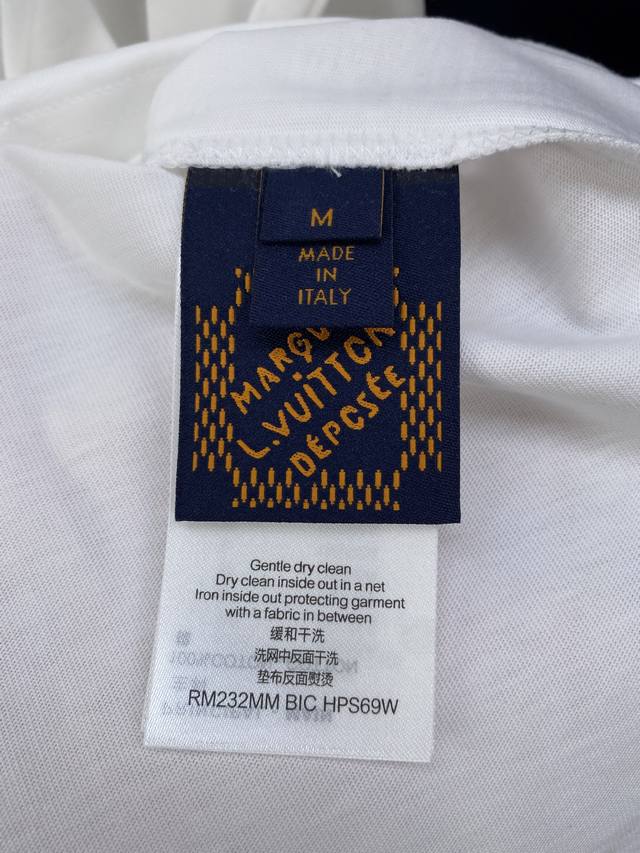 M
MADE
IN
ITALY
L.VUITTON
DÉPOSÉE
Gentle dry clean
Dry clean inside out in a net
Iron inside out protecting garment
with a fabric in between
缓和干洗
洗网中反面干洗
垫布反面熨烫
RM232MM BIC HPS69W